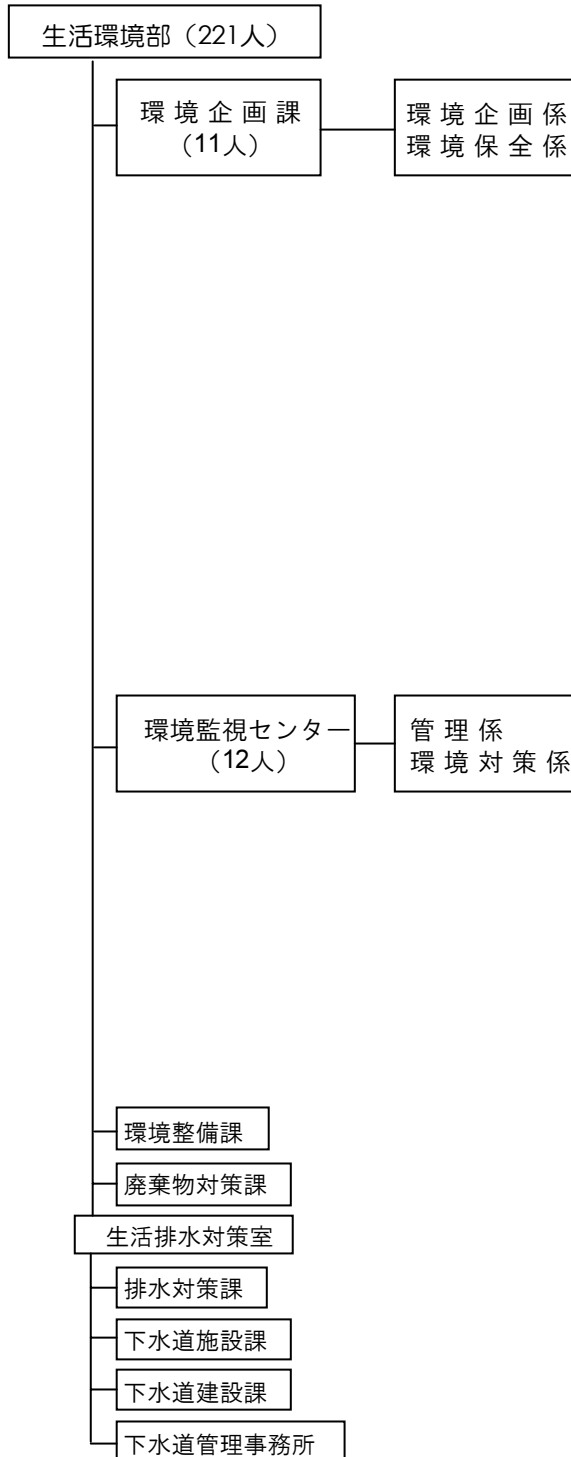 生活環境部（221人）
環境企画課
（11人）
環境企画係
環境保全係
環境監視センター
（12人）
管理係
環境対策係
環境整備課
廃棄物対策課
生活排水対策室
排水対策課
下水道施設課
下水道建設課
下水道管理事務所